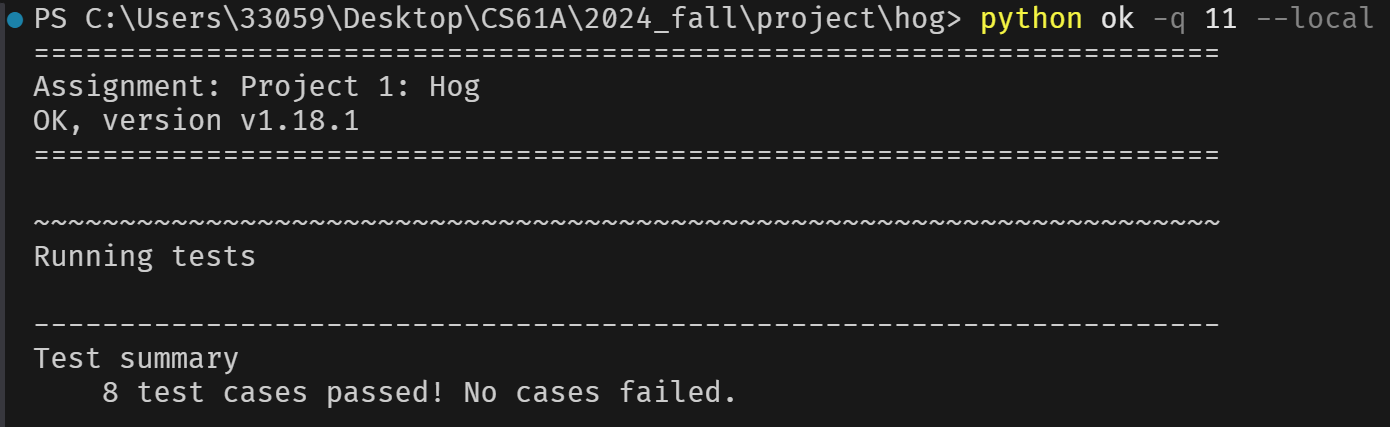 PS C:\Users\33059\Desktop\CS61A\2024_fall\project\hog> python ok -q 11 --local
=====================================================================
Assignment: Project 1: Hog
OK, version v1.18.1
=====================================================================
~~~~~~~~~~~~~~~~~~~~~~~~~~~~~~~~~~~~~~~~~~~~~~~~~~~~~~~~~~~~~~~~~~~~~
Running tests
---------------------------------------------------------------------
Test summary
    8 test cases passed! No cases failed.